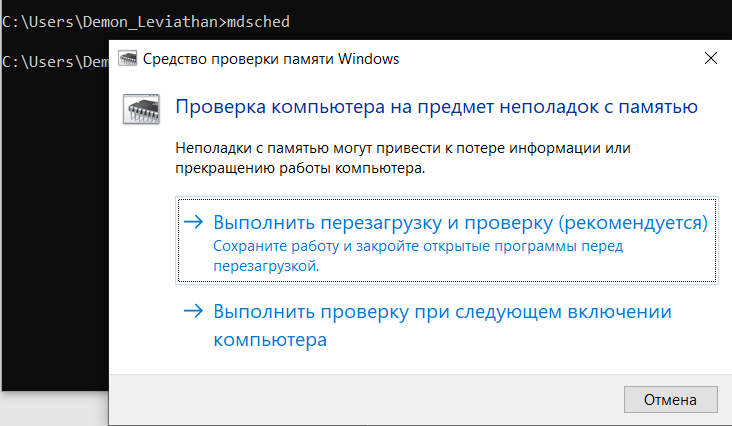 C:\Users\Demon_Leviathan>mdsched
C:\Users\Dem
Средство проверки памяти Windows
Проверка компьютера на предмет неполадок с памятью
Неполадки с памятью могут привести к потере информации или
прекращению работы компьютера.
Выполнить перезагрузку и проверку (рекомендуется)
Сохраните работу и закройте открытые программы перед
перезагрузкой.
Выполнить проверку при следующем включении
компьютера
Отмена